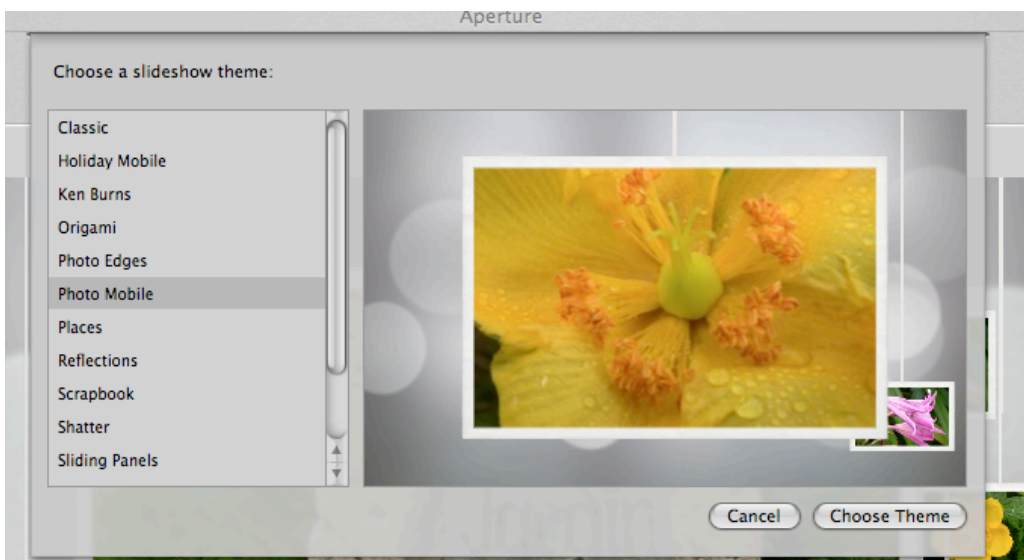 Aperture
Choose a slideshow theme:
Classic
Holiday Mobile
Ken Burns
Origami
Photo Edges
Photo Mobile
Places
Reflections
Scrapbook
Shatter
Sliding Panels
Cancel
Choose Theme